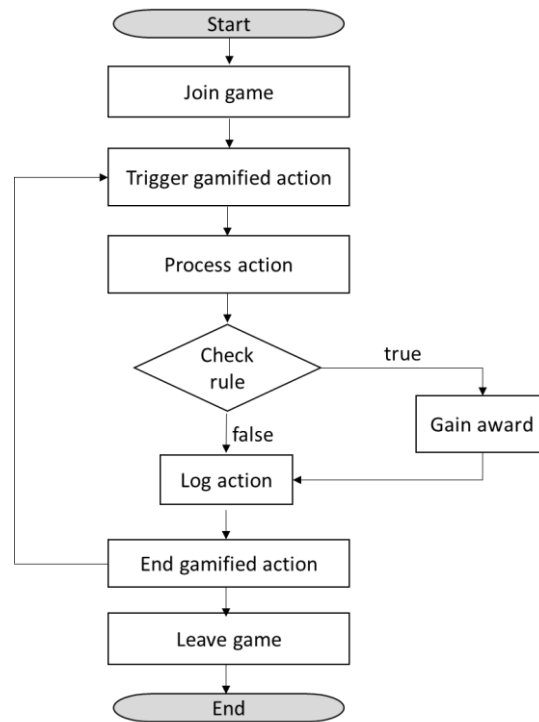 Start
Join game
Trigger gamified action
Process action
Check
rule
true
false
Gain award
Log action
End gamified action
Leave game
End